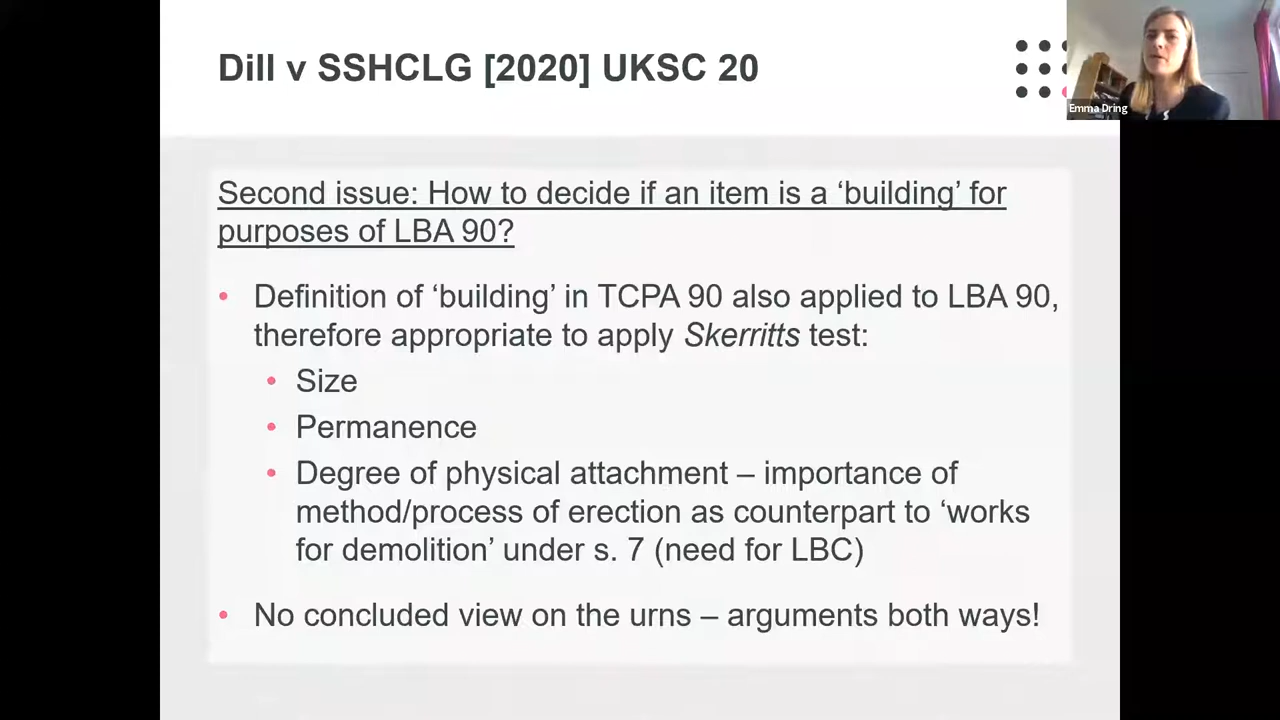 Dill v SSHCLG [2020] UKSC 20
Emma Dring
Second issue: How to decide if an item is a ‘building’ for
purposes of LBA 90?
• Definition of ‘building’ in TCPA 90 also applied to LBA 90,
therefore appropriate to apply Skerritts test:
• Size
• Permanence
• Degree of physical attachment – importance of
method/process of erection as counterpart to ‘works
for demolition’ under s. 7 (need for LBC)
• No concluded view on the urns – arguments both ways!